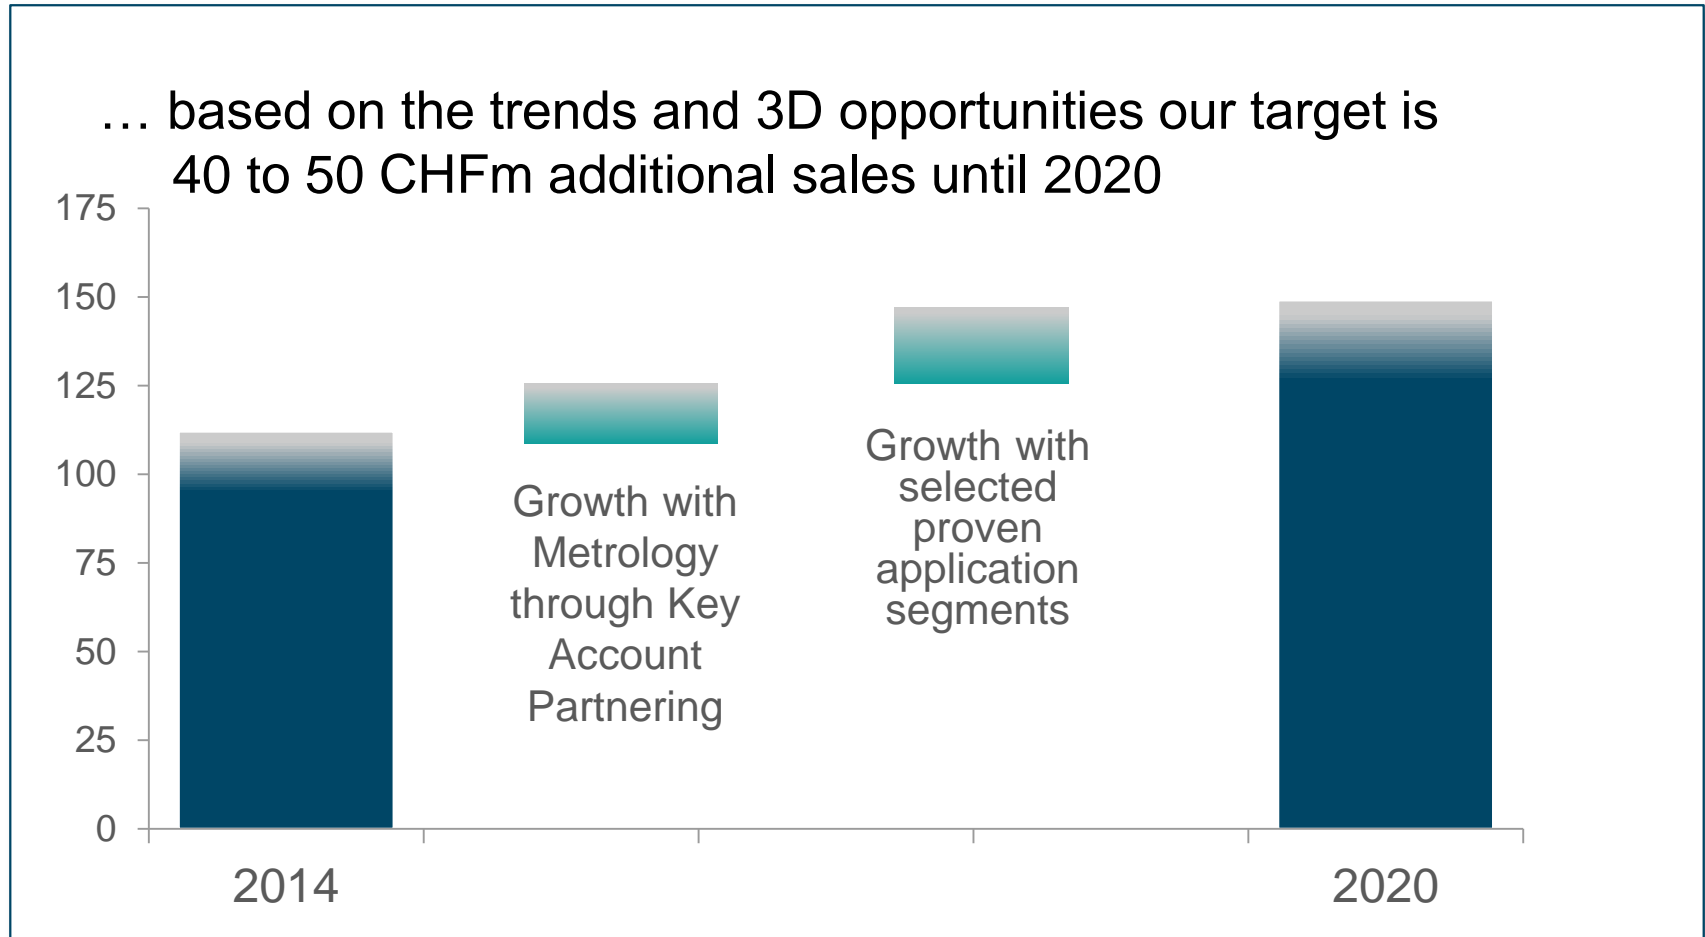 … based on the trends and 3D opportunities our target is
40 to 50 CHFm additional sales until 2020
175
150
125
100
75
50
25
0
Growth with
Metrology
through Key
Account
Partnering
Growth with
selected
proven
application
segments
2014
2020